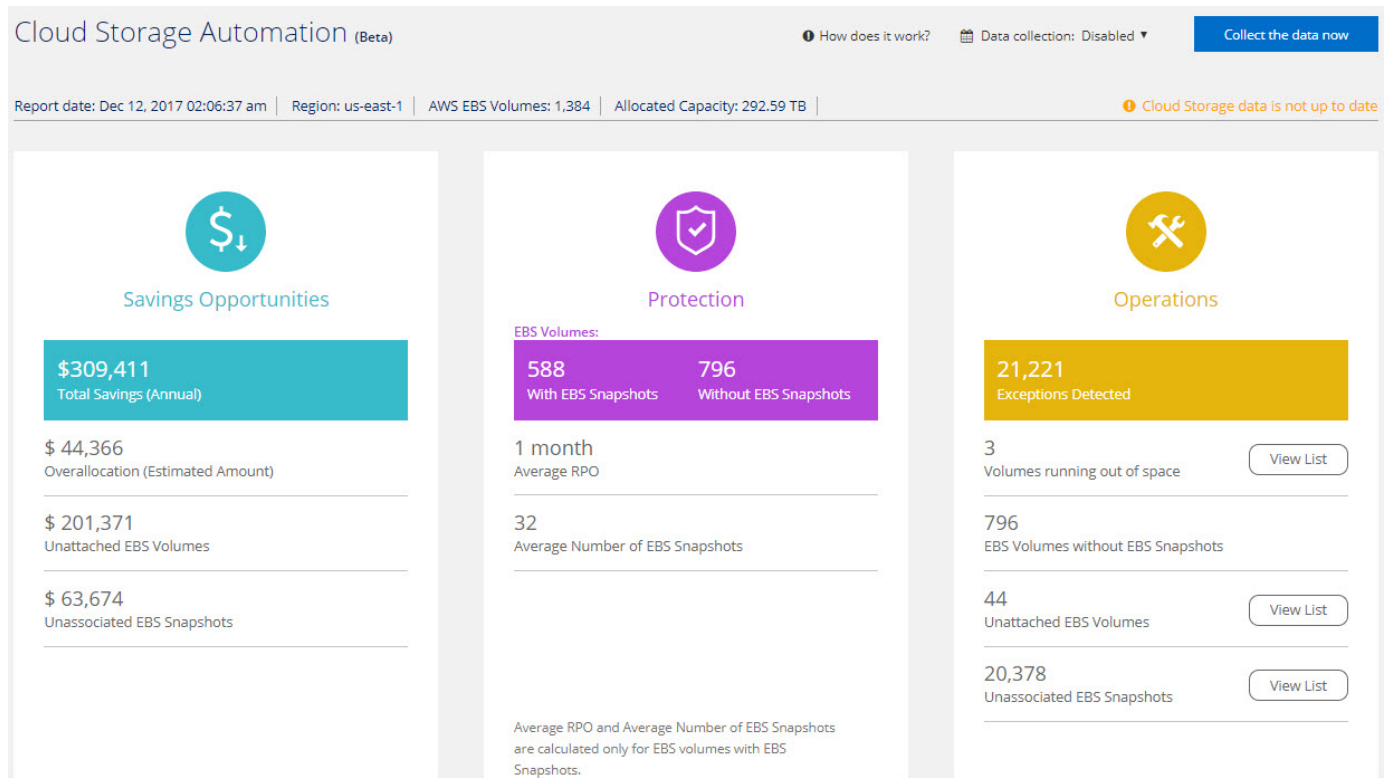 Cloud Storage Automation (Beta)
How does it work?
Data collection: Disabled
Collect the data now
Report date: Dec 12, 2017 02:06:37 am
Region: us-east-1
AWS EBS Volumes: 1,384
Allocated Capacity: 292.59 TB
Cloud Storage data is not up to date
Savings Opportunities
$309,411
Total Savings (Annual)
$ 44,366
Overallocation (Estimated Amount)
$ 201,371
Unattached EBS Volumes
$ 63,674
Unassociated EBS Snapshots
Protection
EBS Volumes:
588
With EBS Snapshots
796
Without EBS Snapshots
1 month
Average RPO
32
Average Number of EBS Snapshots
Average RPO and Average Number of EBS Snapshots
are calculated only for EBS volumes with EBS
Snapshots.
Operations
21,221
Exceptions Detected
3
Volumes running out of space
View List
796
EBS Volumes without EBS Snapshots
44
Unattached EBS Volumes
View List
20,378
Unassociated EBS Snapshots
View List